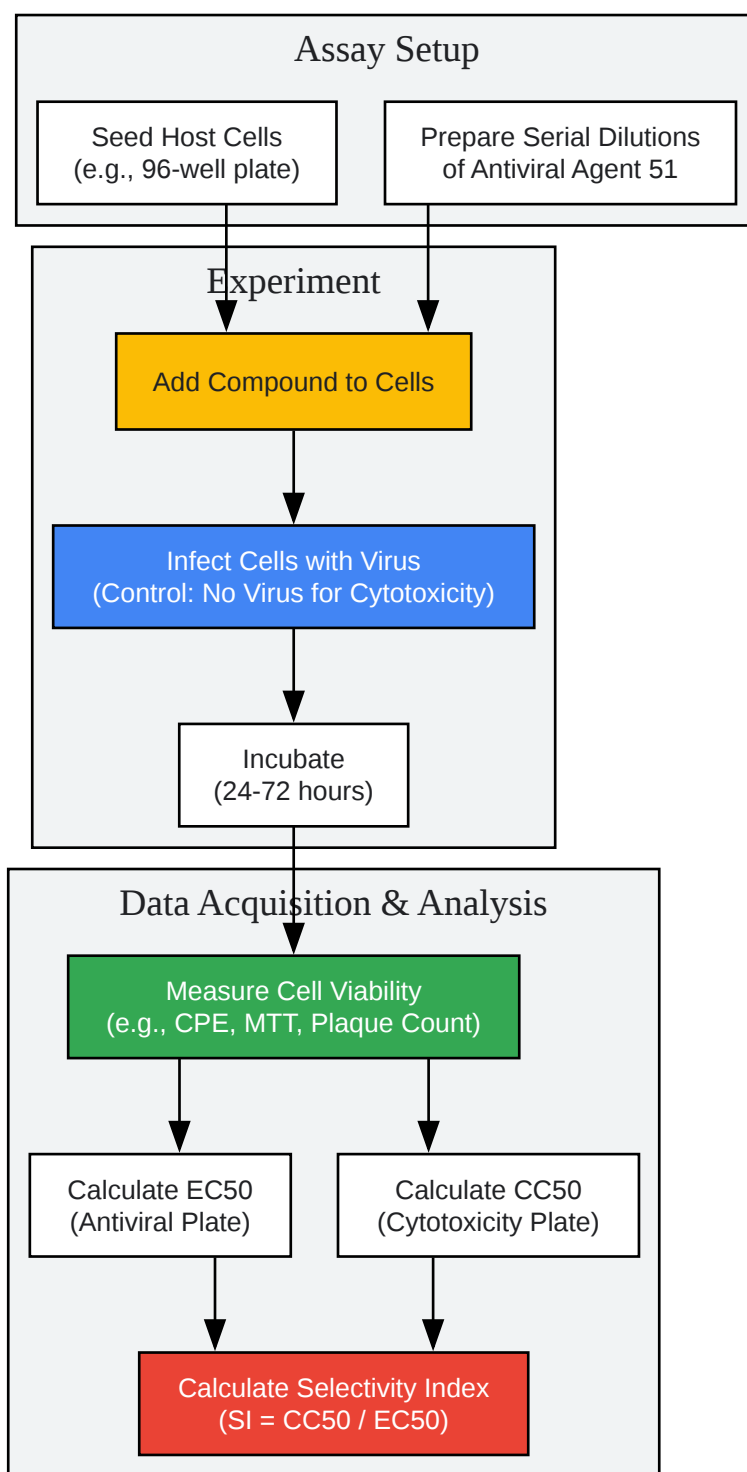 Assay Setup
Seed Host Cells
(e.g., 96-well plate)
Prepare Serial Dilutions
of Antiviral Agent 51
Experiment
Add Compound to Cells
Infect Cells with Virus
(Control: No Virus for Cytotoxicity)
Incubate
(24-72 hours)
Data Acquisition & Analysis
Measure Cell Viability
(e.g., CPE, MTT, Plaque Count)
Calculate EC50
(Antiviral Plate)
Calculate CC50
(Cytotoxicity Plate)
Calculate Selectivity Index
(SI = CC50 / EC50)